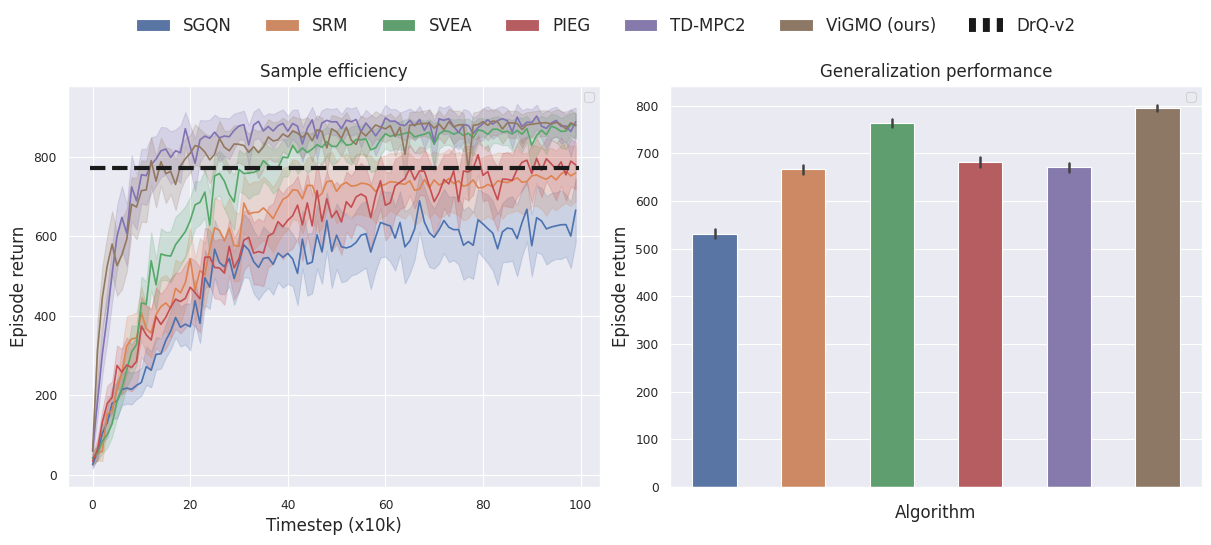 SGQN SRM SVEA PIEG TD-MPC2 ViGMO (ours) DrQ-v2
Sample efficiency
Episode return
800
600
400
200
0
0 20 40 60 80 100
Timestep (x10k)
Generalization performance
Episode return
800
700
600
500
400
300
200
100
0
Algorithm